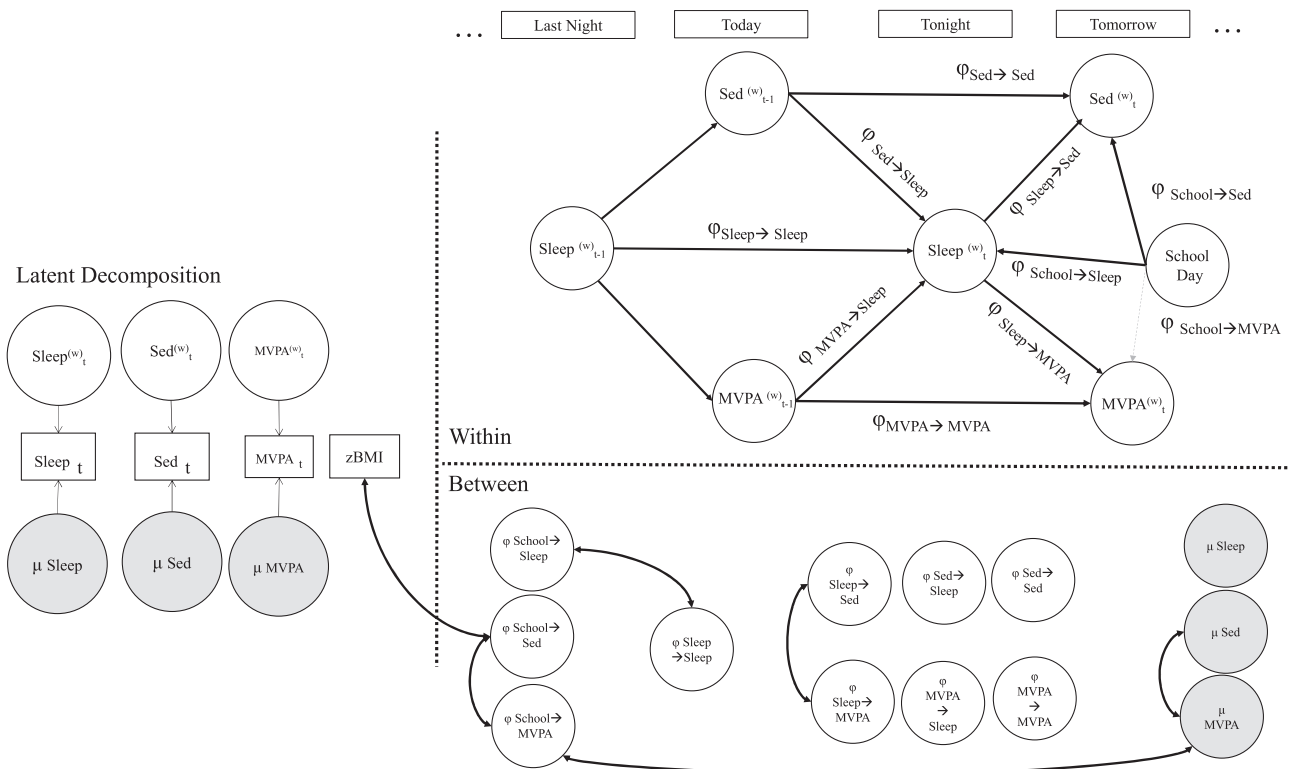 ... Last Night Today Tonight Tomorrow ...
φSed→ Sed
Sed (w)t-1
Sed (w)t
φ Sed→Sleep
φ Sleep→Sed
φ School→Sed
φSleep→ Sleep
Sleep (w)t-1
Sleep (w)t
School
Day
φ School→Sleep
φ MVPA→Sleep
φ Sleep→MVPA
φ School→MVPA
MVPA (w)t-1
MVPA(w)t
φMVPA→ MVPA
Within
Latent Decomposition
Sleep(w)t
Sed(w)t
MVPA(w)t
Sleep t
Sed t
MVPA t
zBMI
μ Sleep
μ Sed
μ MVPA
Between
φ School→
Sleep
φ School→
Sed
φ School→
MVPA
φ Sleep
→Sleep
φ
Sleep→
Sed
φ Sed→
Sleep
φ Sed→
Sed
φ
Sleep→
MVPA
φ
MVPA
→
Sleep
φ
MVPA
→
MVPA
μ Sleep
μ Sed
μ
MVPA